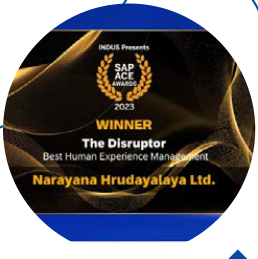 INDUS Presents
SAP
ACE
AWARDS
2023
WINNER
The Disruptor
Best Human Experience Management
Narayana Hrudayalaya Ltd.